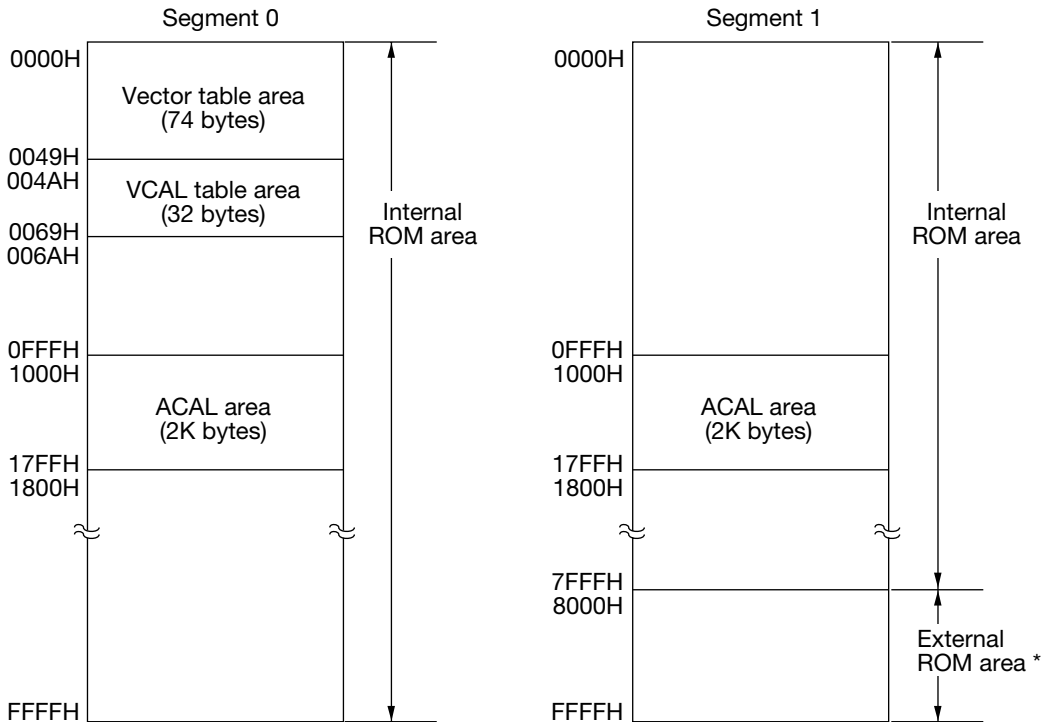 Segment 0
0000H
Vector table area
(74 bytes)
0049H
004AH
VCAL table area
(32 bytes)
0069H
006AH
Internal
ROM area
0FFFH
1000H
ACAL area
(2K bytes)
17FFH
1800H
FFFFH
Segment 1
0000H
Internal
ROM area
0FFFH
1000H
ACAL area
(2K bytes)
17FFH
1800H
7FFFH
8000H
External
ROM area *
FFFFH